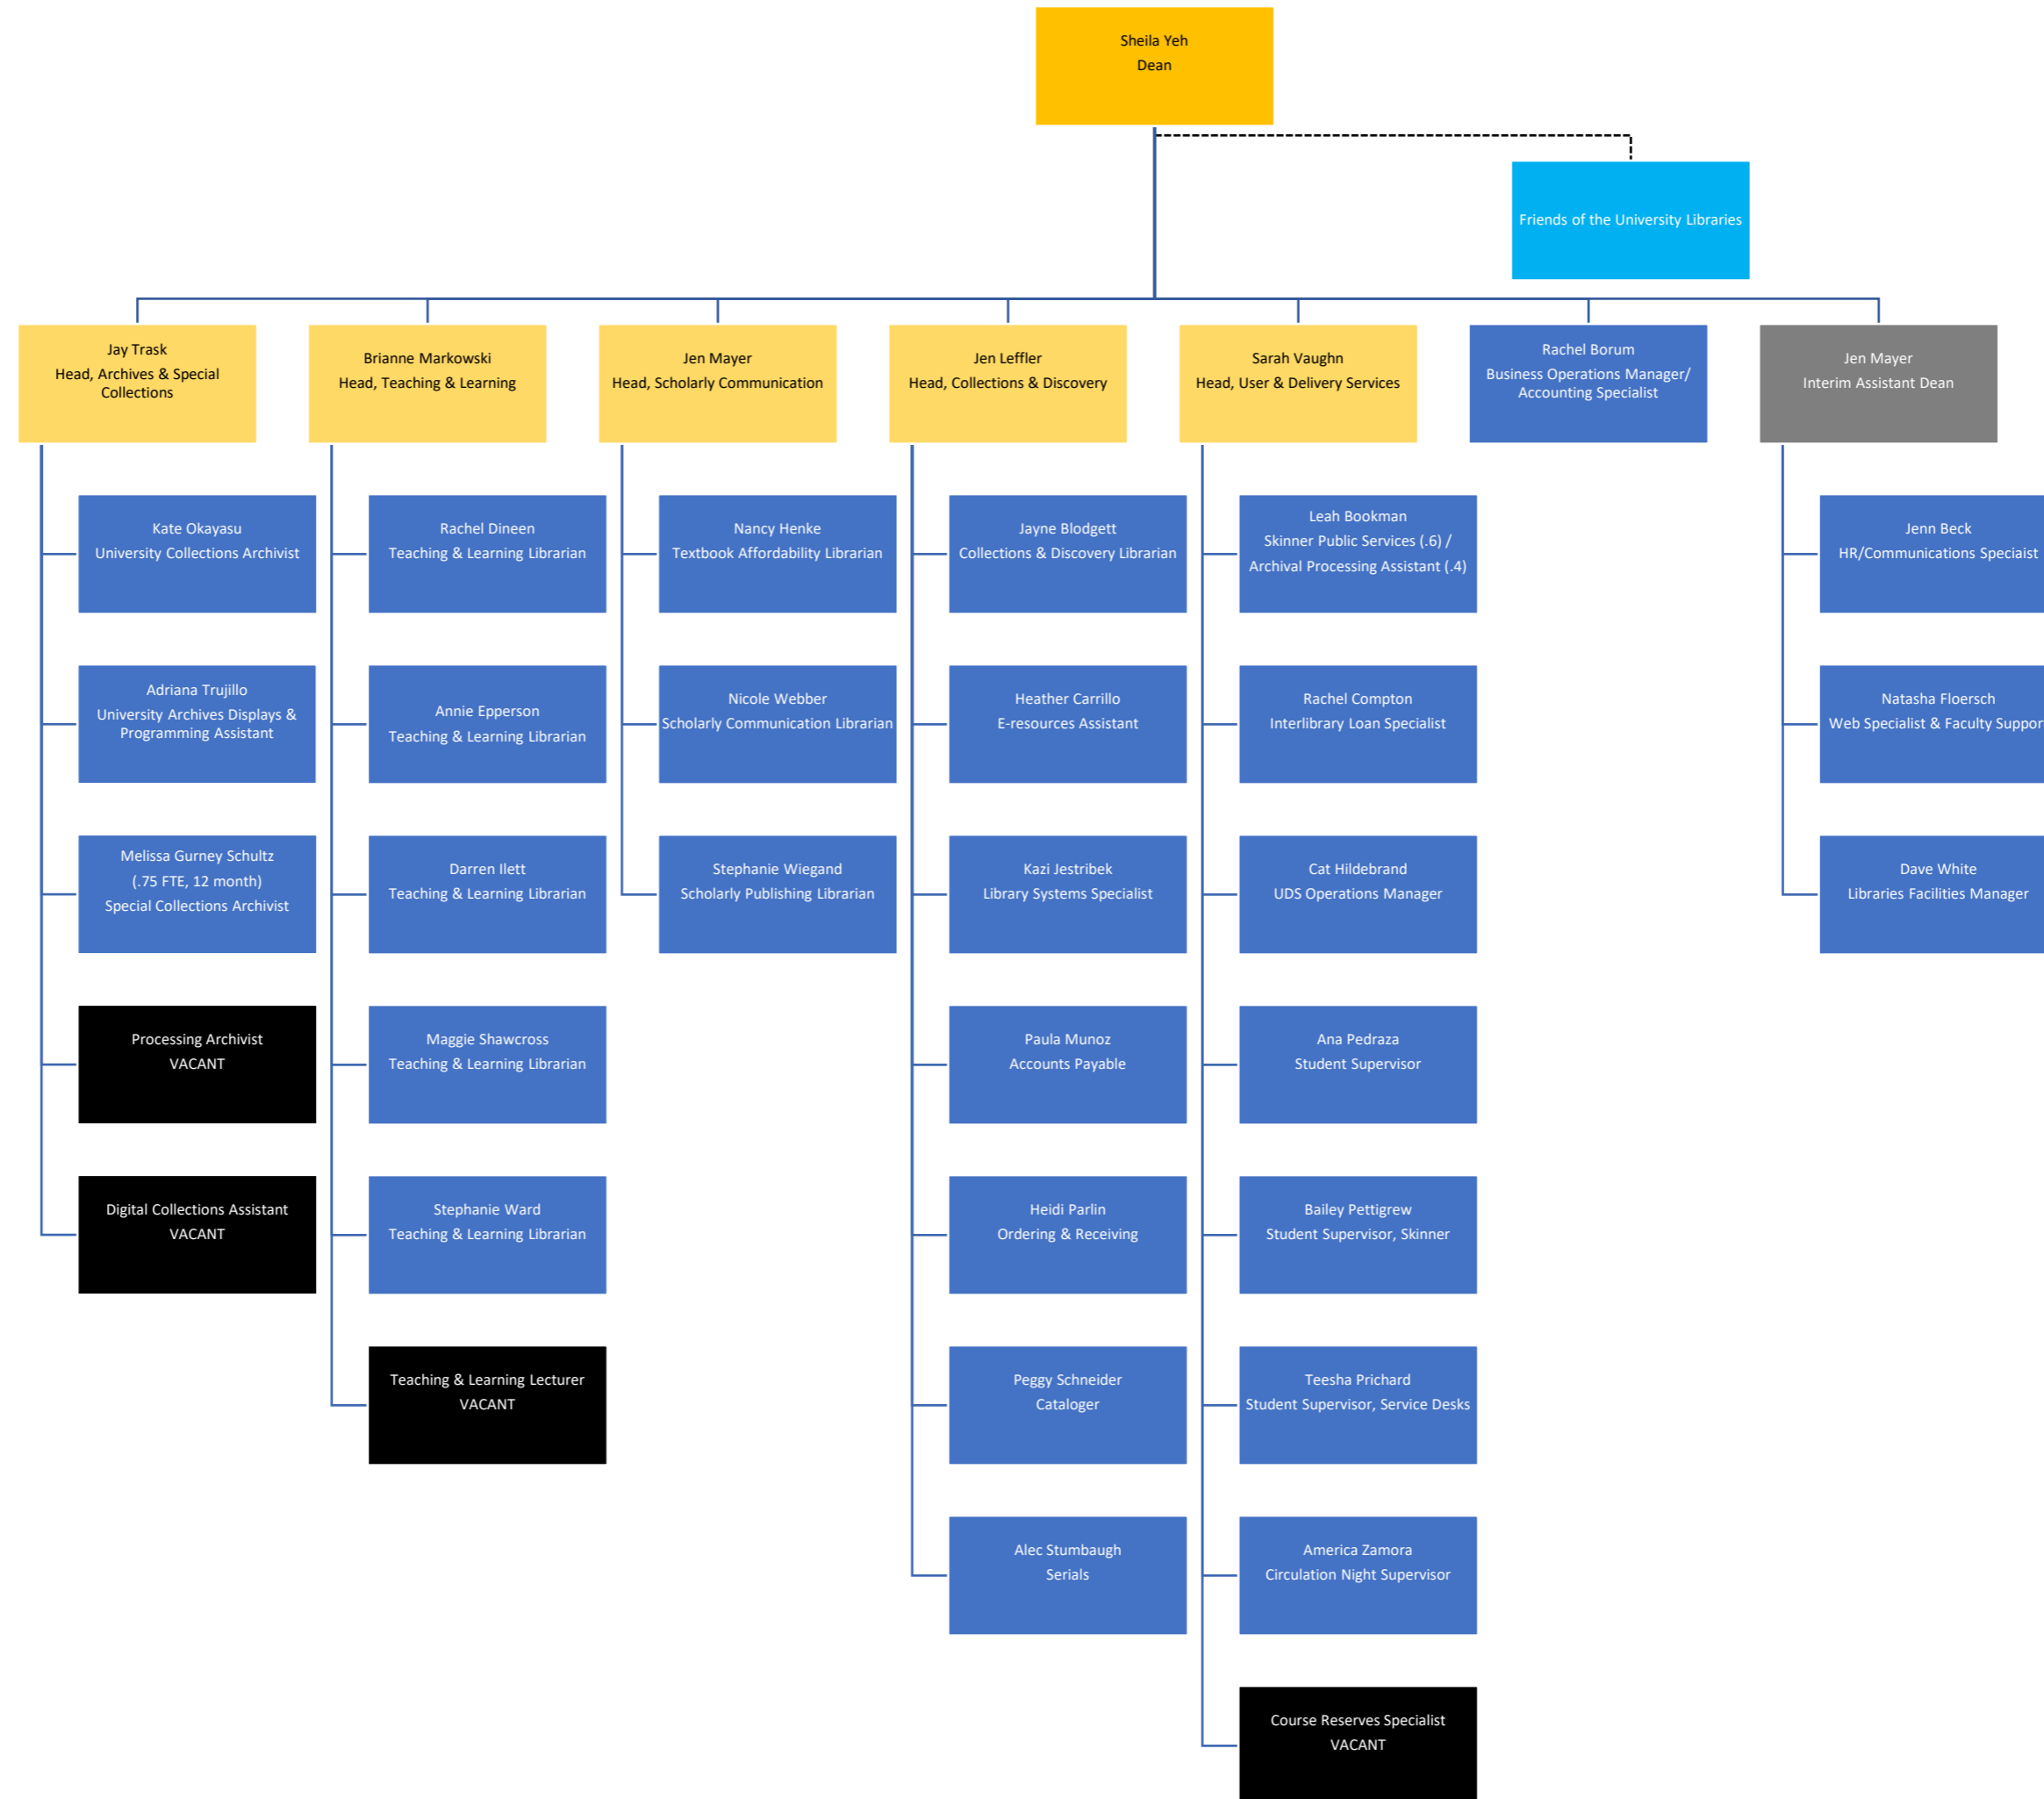 Sheila Yeh
Dean
Friends of the University Libraries
Jay Trask
Head, Archives & Special
Collections
Brianne Markowski
Head, Teaching & Learning
Jen Mayer
Head, Scholarly Communication
Jen Leffler
Head, Collections & Discovery
Sarah Vaughn
Head, User & Delivery Services
Rachel Borum
Business Operations Manager/
Accounting Specialist
Jen Mayer
Interim Assistant Dean
Kate Okayasu
University Collections Archivist
Adriana Trujillo
University Archives Displays &
Programming Assistant
Melissa Gurney Schultz
(.75 FTE, 12 month)
Special Collections Archivist
Processing Archivist
VACANT
Digital Collections Assistant
VACANT
Rachel Dineen
Teaching & Learning Librarian
Annie Epperson
Teaching & Learning Librarian
Darren Ilett
Teaching & Learning Librarian
Maggie Shawcross
Teaching & Learning Librarian
Stephanie Ward
Teaching & Learning Librarian
Teaching & Learning Lecturer
VACANT
Nancy Henke
Textbook Affordability Librarian
Nicole Webber
Scholarly Communication Librarian
Stephanie Wiegand
Scholarly Publishing Librarian
Jayne Blodgett
Collections & Discovery Librarian
Heather Carrillo
E-resources Assistant
Kazi Jestribek
Library Systems Specialist
Paula Munoz
Accounts Payable
Heidi Parlin
Ordering & Receiving
Peggy Schneider
Cataloger
Alec Stumbaugh
Serials
Leah Bookman
Skinner Public Services (.6) /
Archival Processing Assistant (.4)
Rachel Compton
Interlibrary Loan Specialist
Cat Hildebrand
UDS Operations Manager
Ana Pedraza
Student Supervisor
Bailey Pettigrew
Student Supervisor, Skinner
Teesha Prichard
Student Supervisor, Service Desks
America Zamora
Circulation Night Supervisor
Course Reserves Specialist
VACANT
Jenn Beck
HR/Communications Speciaist
Natasha Floersch
Web Specialist & Faculty Support
Dave White
Libraries Facilities Manager